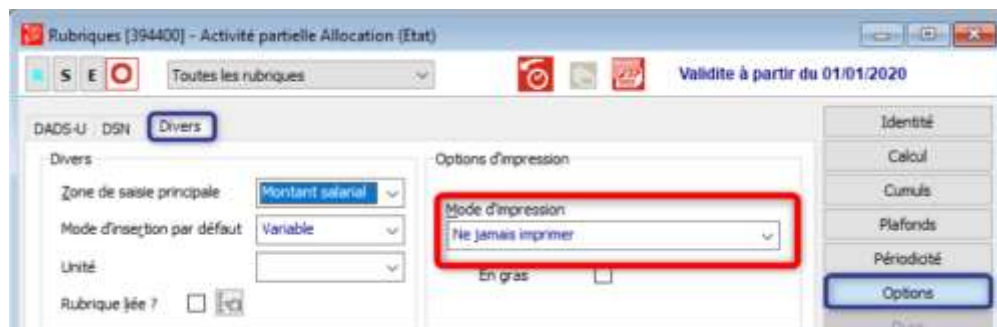 Rubriques [394400] - Activité partielle Allocation (Etat)
S E O Toutes les rubriques Validite à partir du 01/01/2020
DADS-U DSN Divers
Identité
Divers
Options d'impression
Calcul
Zone de saisie principale Montant salarial
Cumuls
Mode d'impression
Mode d'insertion par défaut Variable
Ne jamais imprimer
Plafonds
Périodicité
Unité
En gras
Options
Rubrique liée ?